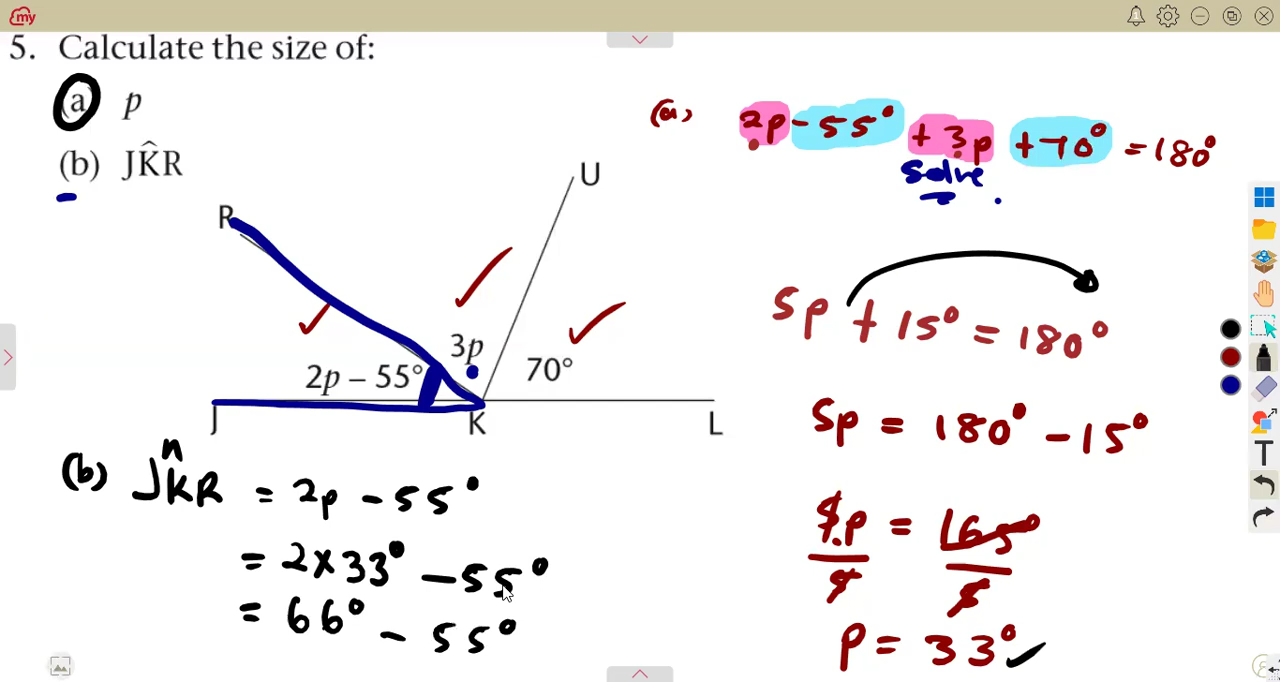 my
5. Calculate the size of:
(a) p
(b) JK̂R
(a) 2p - 55° + 3p + 70° = 180°
Solve
R
U
3p
2p – 55°
70°
J
K
L
5p + 15° = 180°
5p = 180° - 15°
5p = 165°
5 5
p = 33°
(b) JK̂R = 2p - 55°
= 2 × 33° - 55°
= 66° - 55°
T